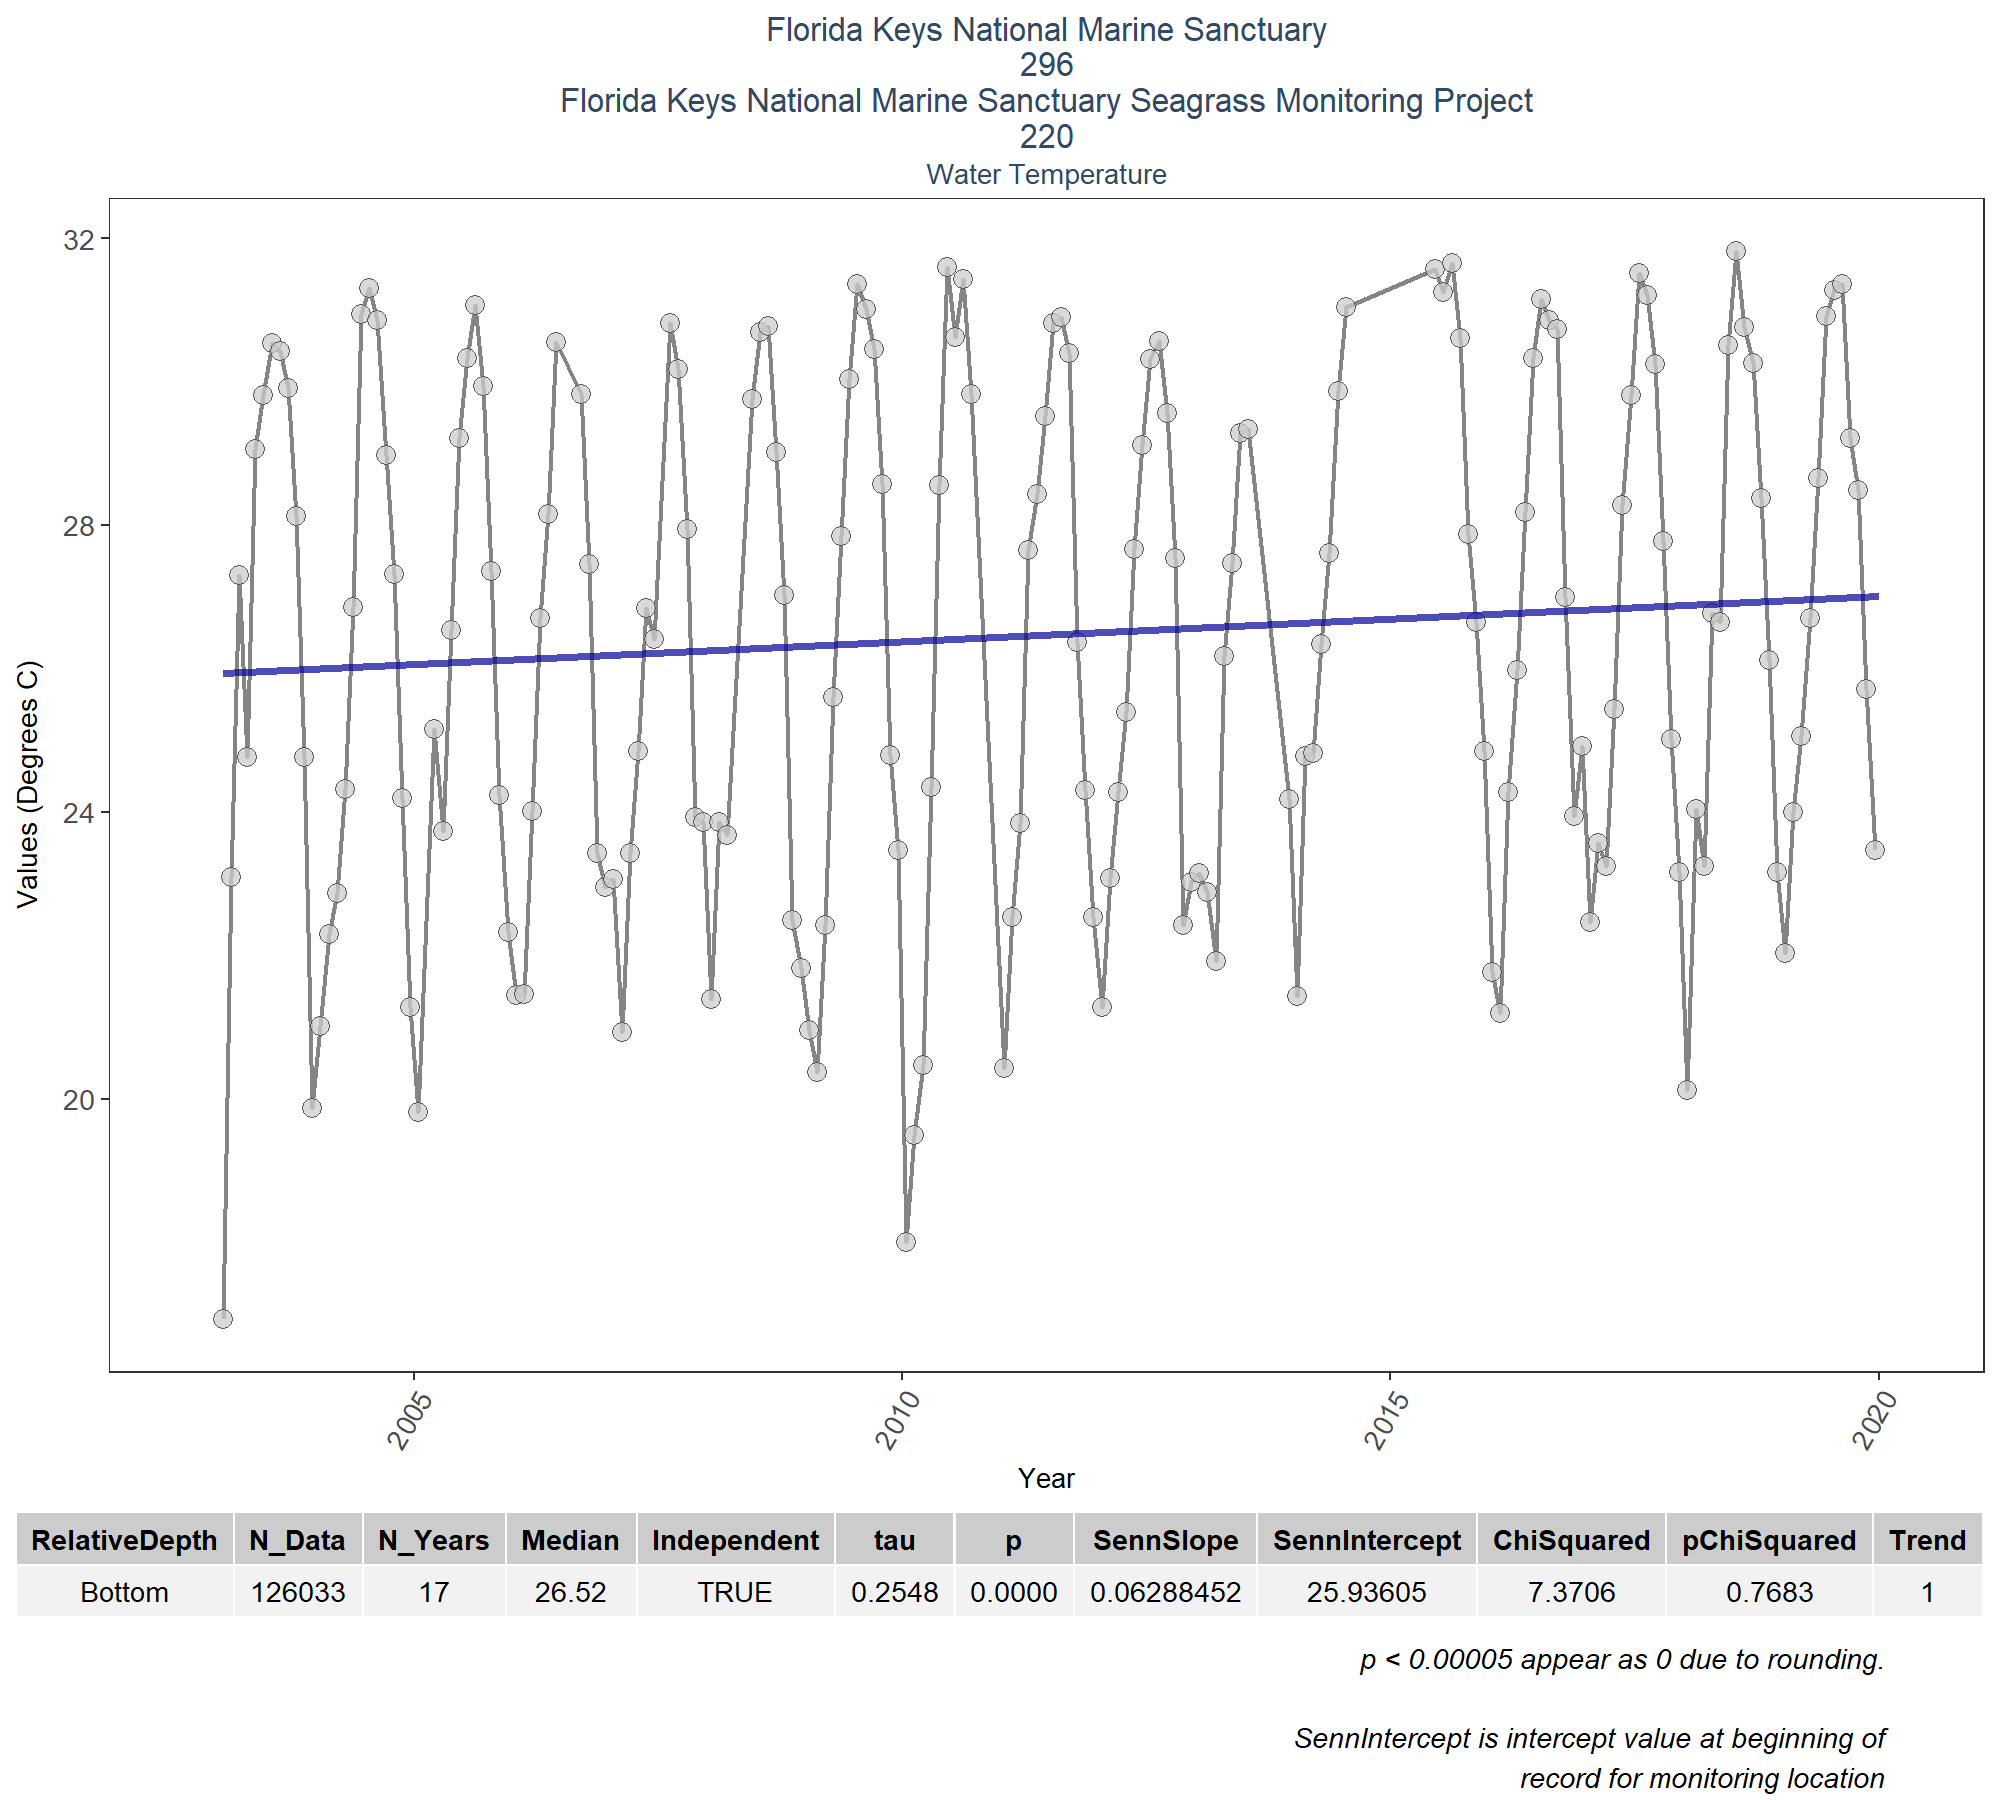 Florida Keys National Marine Sanctuary
296
Florida Keys National Marine Sanctuary Seagrass Monitoring Project
220
Water Temperature
Values (Degrees C)
32
28
24
20
2005
2010
2015
2020
Year
RelativeDepth N_Data N_Years Median Independent tau p SennSlope SennIntercept ChiSquared pChiSquared Trend
Bottom 126033 17 26.52 TRUE 0.2548 0.0000 0.06288452 25.93605 7.3706 0.7683 1
p < 0.00005 appear as 0 due to rounding.
SennIntercept is intercept value at beginning of
record for monitoring location